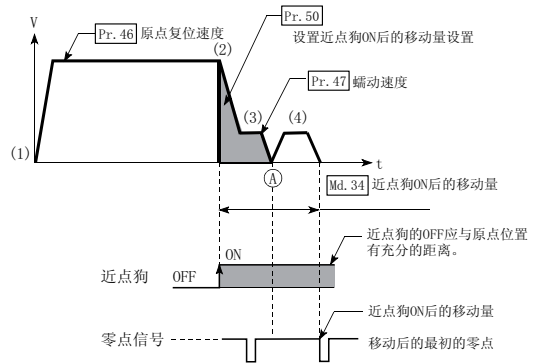 V
Pr.46 原点复位速度
Pr.50
设置近点狗ON后的移动量设置
(2)
Pr.47 蠕动速度
(3)
(4)
(1)
t
A
Md.34 近点狗ON后的移动量
近点狗的OFF应与原点位置
有充分的距离。
ON
近点狗 OFF
近点狗ON后的移动量
零点信号
移动后的最初的零点